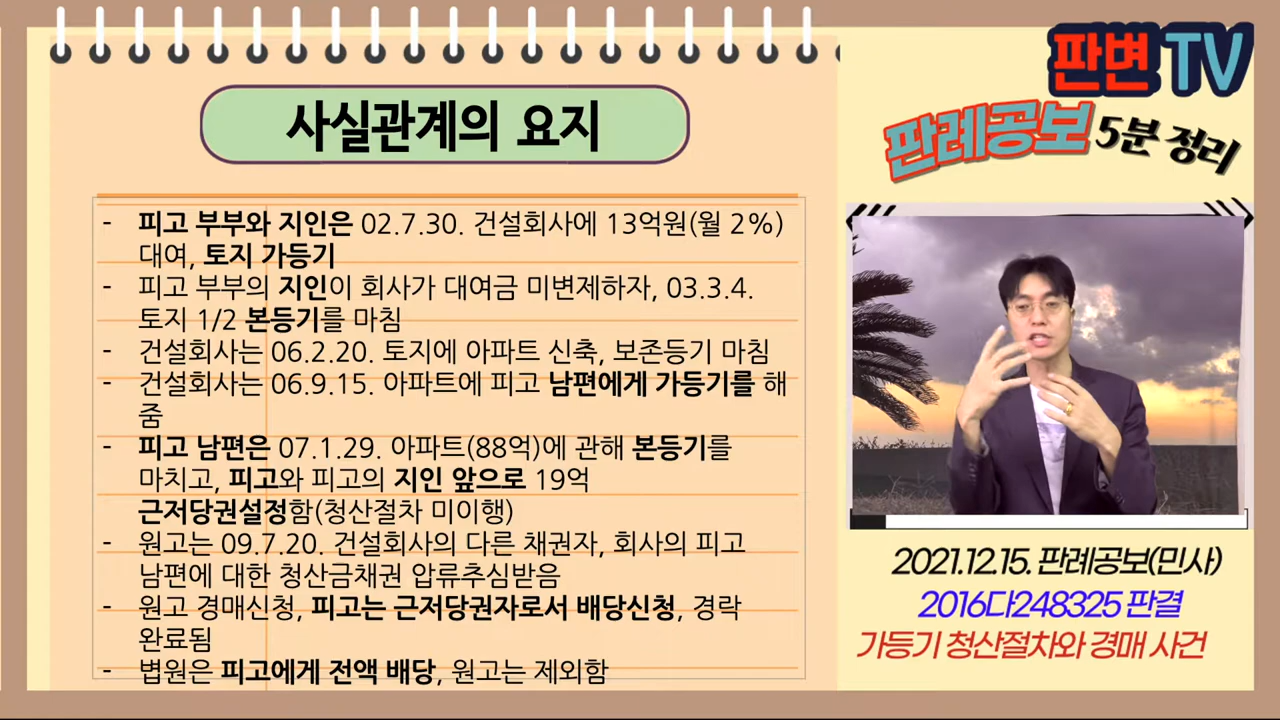 사실관계의 요지
- 피고 부부와 지인은 02.7.30. 건설회사에 13억원(월 2%)
대여, 토지 가등기
- 피고 부부의 지인이 회사가 대여금 미변제하자, 03.3.4.
토지 1/2 본등기를 마침
- 건설회사는 06.2.20. 토지에 아파트 신축, 보존등기 마침
- 건설회사는 06.9.15. 아파트에 피고 남편에게 가등기를 해
줌
- 피고 남편은 07.1.29. 아파트(88억)에 관해 본등기를
마치고, 피고와 피고의 지인 앞으로 19억
근저당권설정함(청산절차 미이행)
- 원고는 09.7.20. 건설회사의 다른 채권자, 회사의 피고
남편에 대한 청산금채권 압류추심받음
- 원고 경매신청, 피고는 근저당권자로서 배당신청, 경락
완료됨
- 볍원은 피고에게 전액 배당, 원고는 제외함
판변 TV
판례공보 5분 정리
2021.12.15. 판례공보(민사)
2016다248325 판결
가등기 청산절차와 경매 사건